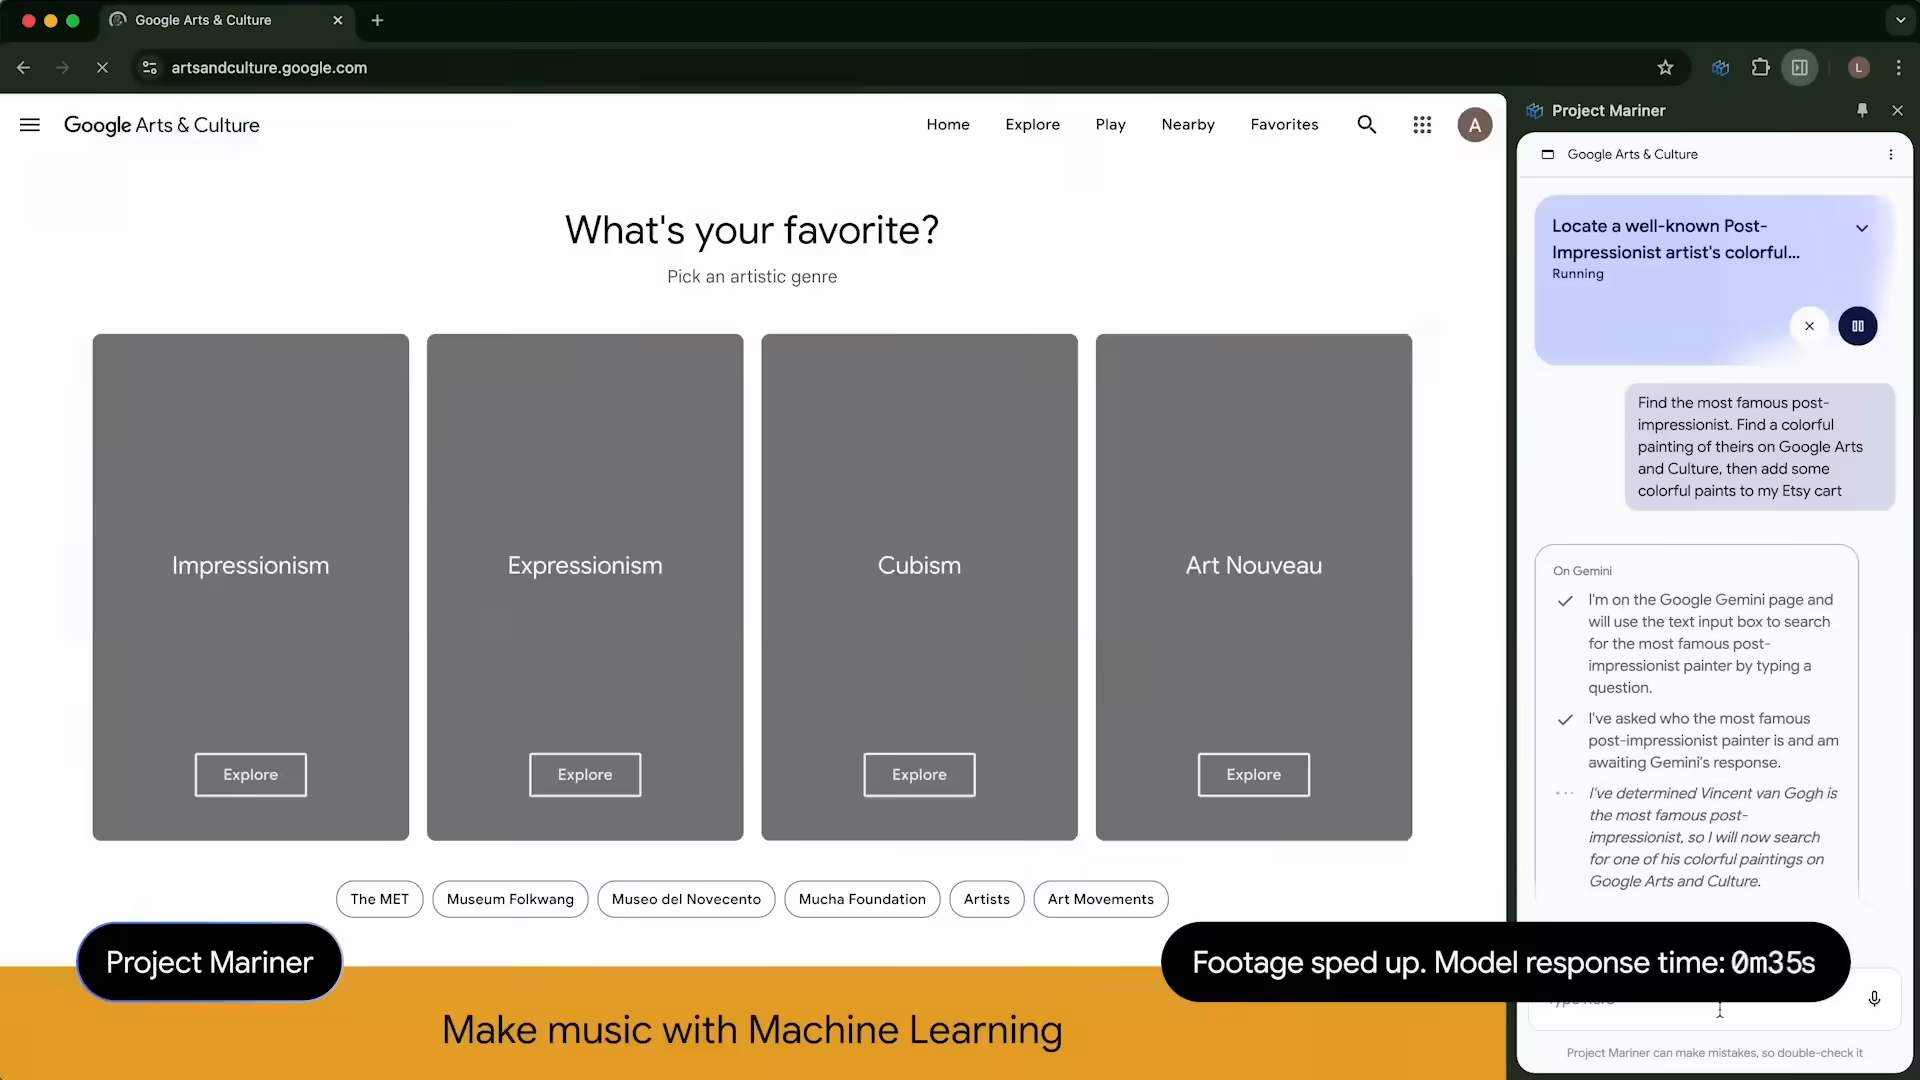 Google Arts & Culture
artsandculture.google.com
L
Google Arts & Culture
Home
Explore
Play
Nearby
Favorites
A
What's your favorite?
Pick an artistic genre
Impressionism
Expressionism
Cubism
Art Nouveau
Explore
Explore
Explore
Explore
The MET
Museum Folkwang
Museo del Novecento
Mucha Foundation
Artists
Art Movements
Project Mariner
Make music with Machine Learning
Project Mariner
Google Arts & Culture
Locate a well-known Post-
Impressionist artist's colorful...
Running
Find the most famous post-
impressionist. Find a colorful
painting of theirs on Google Arts
and Culture, then add some
colorful paints to my Etsy cart
On Gemini
I'm on the Google Gemini page and
will use the text input box to search
for the most famous post-
impressionist painter by typing a
question.
I've asked who the most famous
post-impressionist painter is and am
awaiting Gemini's response.
I've determined Vincent van Gogh is
the most famous post-
impressionist, so I will now search
for one of his colorful paintings on
Google Arts and Culture.
Footage sped up. Model response time: 0m35s
Project Mariner can make mistakes, so double-check it